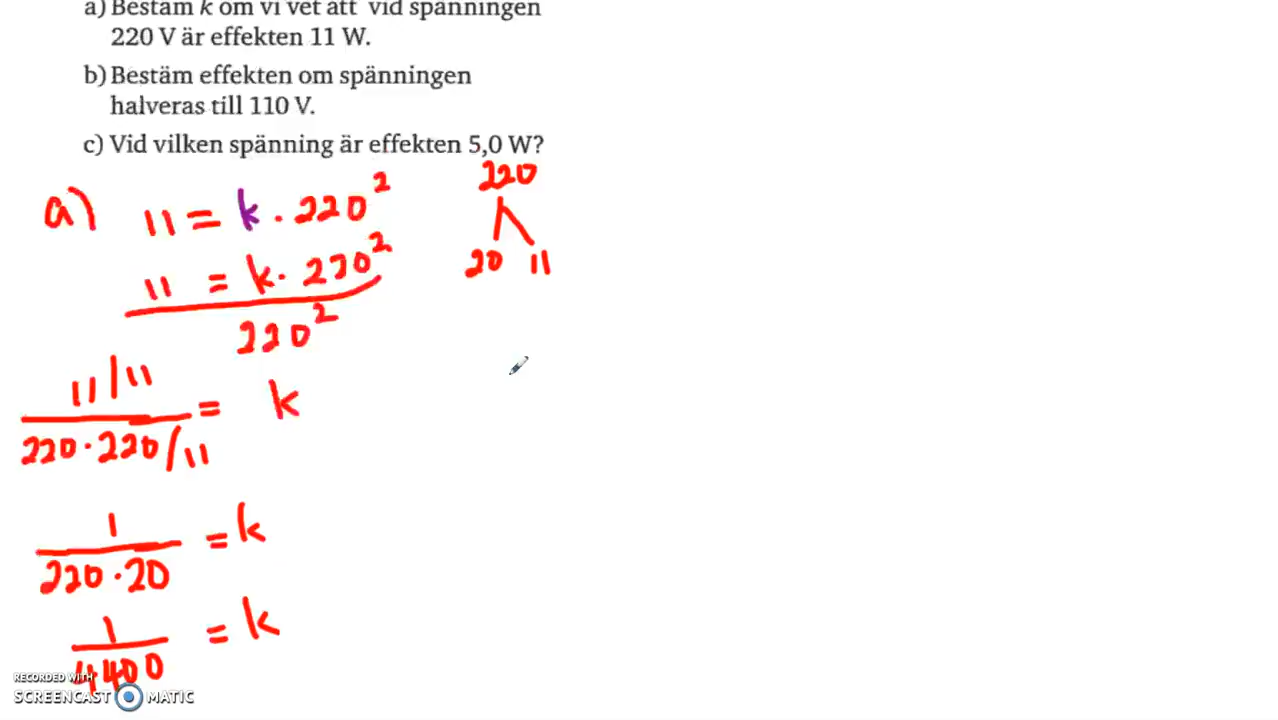 a) Bestäm k om vi vet att vid spänningen
220 V är effekten 11 W.
b) Bestäm effekten om spänningen
halveras till 110 V.
c) Vid vilken spänning är effekten 5,0 W?
220
20 11
a) 11 = k · 220²
11 = k · 220²
220²
11/11
220 · 220/11 = k
1
220 · 20 = k
1
4400 = k
RECORDED WITH
SCREENCAST MATIC